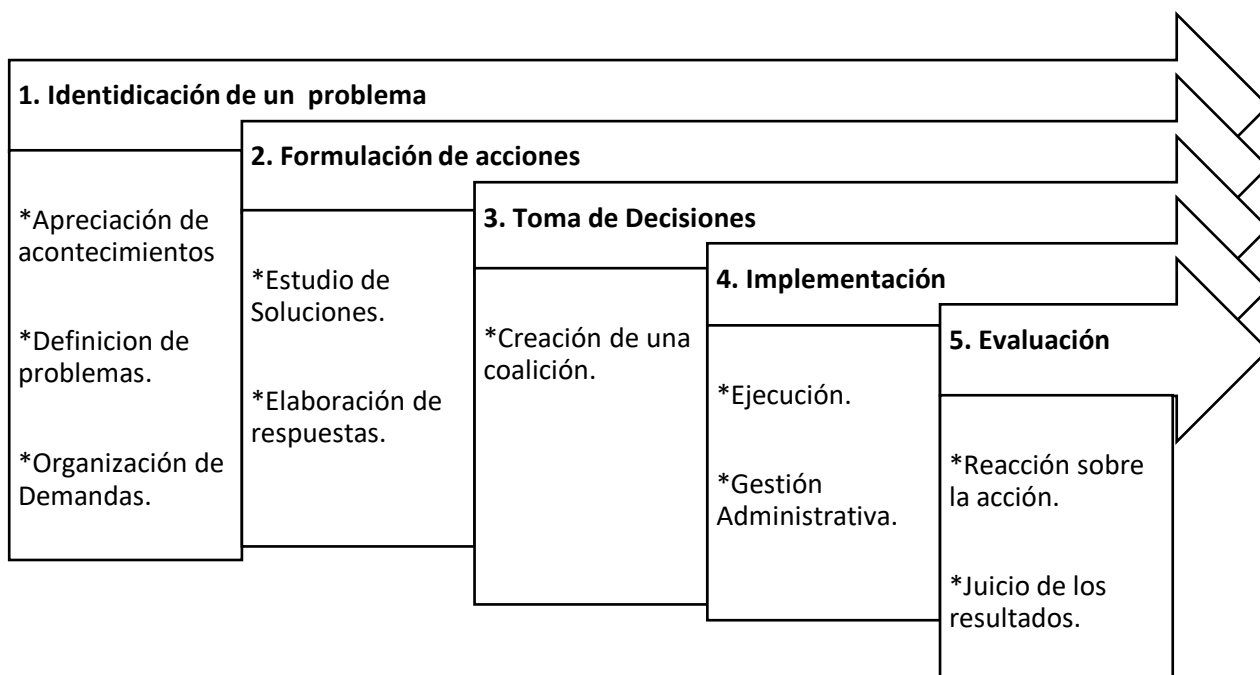 1. Identidicación de un problema
*Apreciación de
acontecimientos
*Definicion de
problemas.
*Organización de
Demandas.
2. Formulación de acciones
*Estudio de
Soluciones.
*Elaboración de
respuestas.
3. Toma de Decisiones
*Creación de una
coalición.
4. Implementación
*Ejecución.
*Gestión
Administrativa.
5. Evaluación
*Reacción sobre
la acción.
*Juicio de los
resultados.